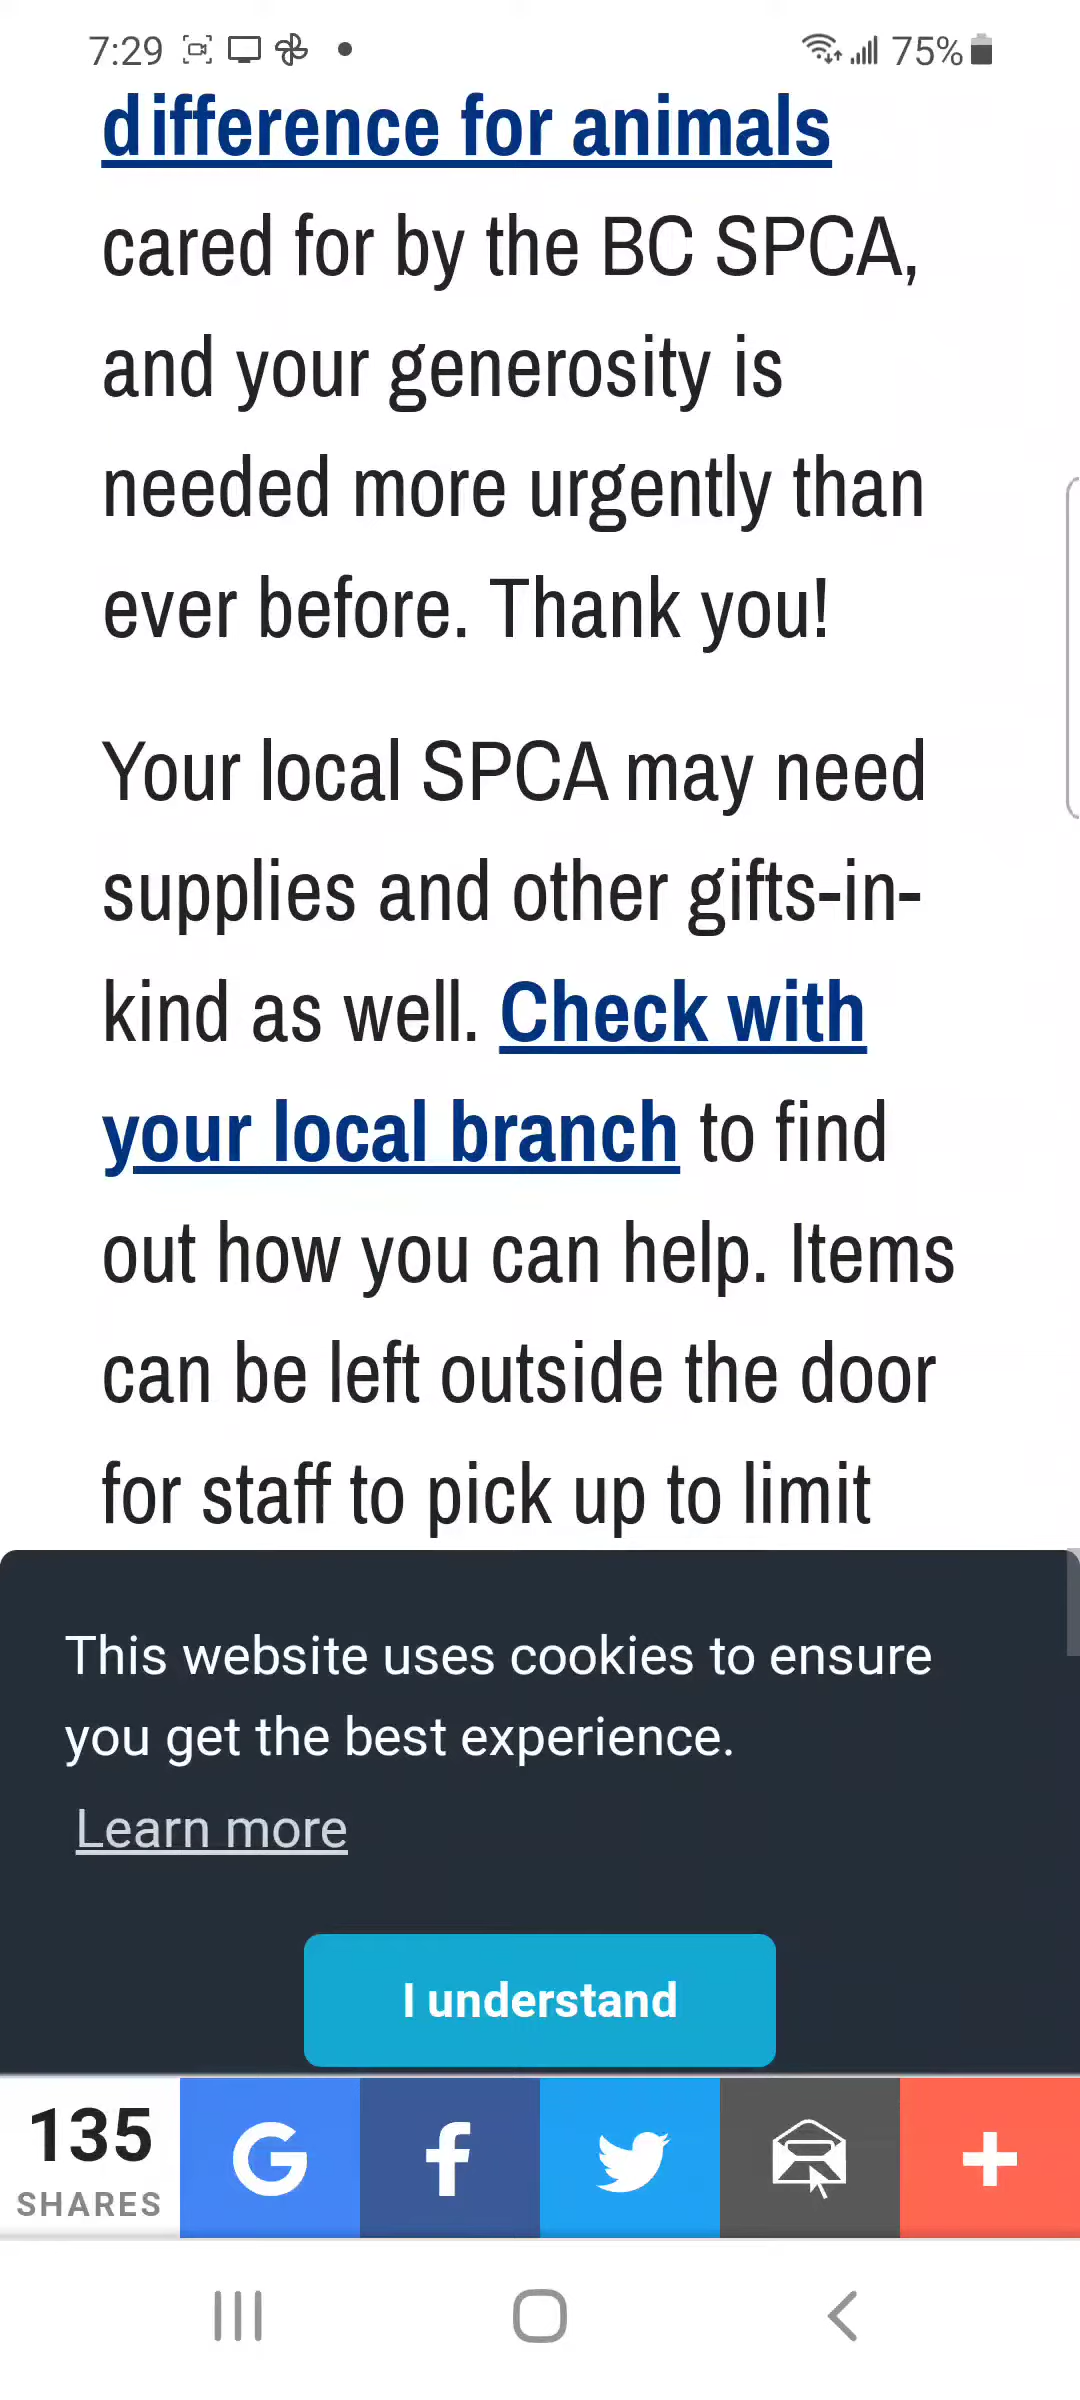 7:29
75%
difference for animals
cared for by the BC SPCA,
and your generosity is
needed more urgently than
ever before. Thank you!
Your local SPCA may need
supplies and other gifts-in-
kind as well. Check with
your local branch to find
out how you can help. Items
can be left outside the door
for staff to pick up to limit
This website uses cookies to ensure
you get the best experience.
Learn more
I understand
135
SHARES